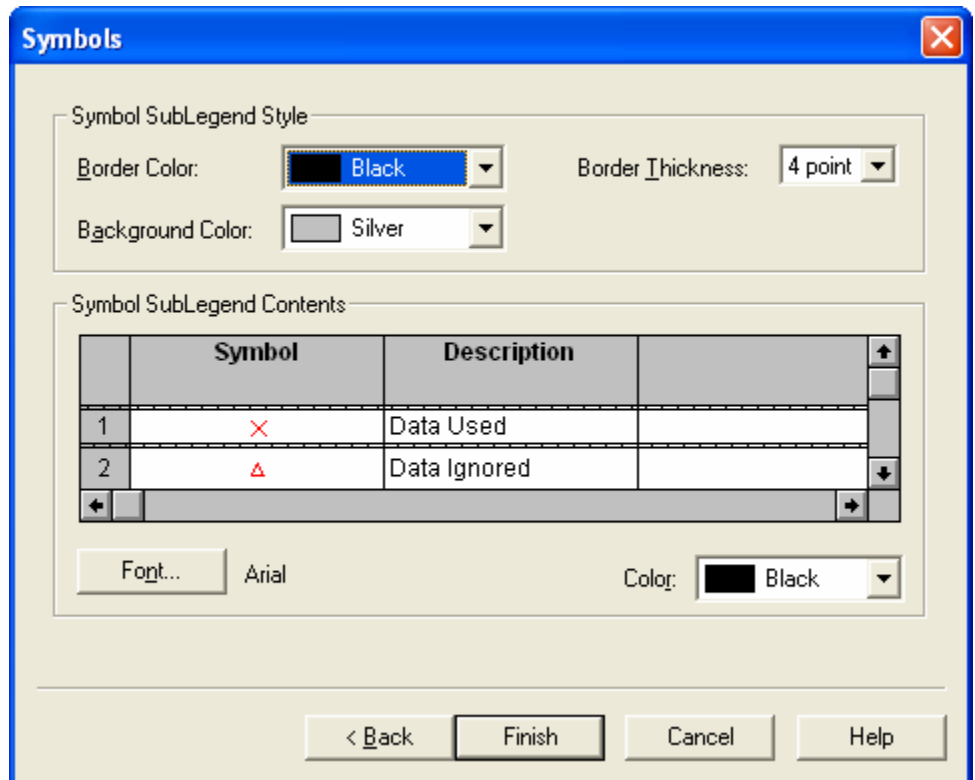 Symbols
Symbol SubLegend Style
Border Color: Black Border Thickness: 4 point
Background Color: Silver
Symbol SubLegend Contents
Symbol Description
1 Data Used
2 Data Ignored
Font... Arial Color: Black
< Back Finish Cancel Help